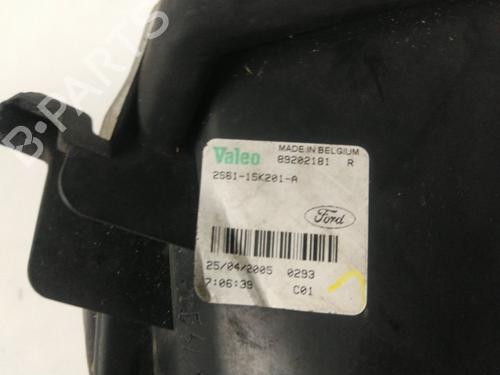 B-PARTS
Valeo
MADE IN BELGIUM
89202181 R
2S61-15K201-A
Ford
25/04/2005 0293
7:06:39 C01